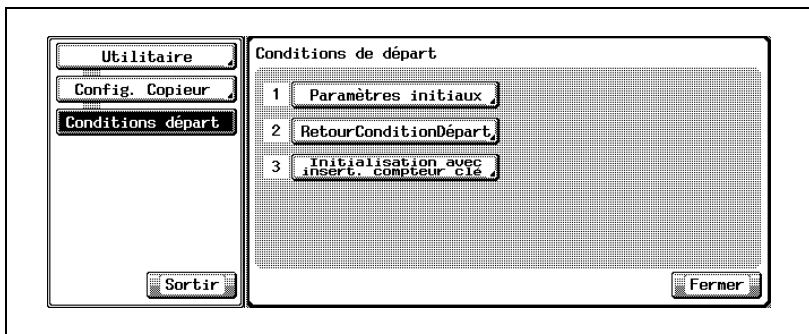 Utilitaire
Config. Copieur
Conditions départ
Sortir
Conditions de départ
1 Paramètres initiaux
2 RetourConditionDépart
3 Initialisation avec
insert. compteur clé
Fermer